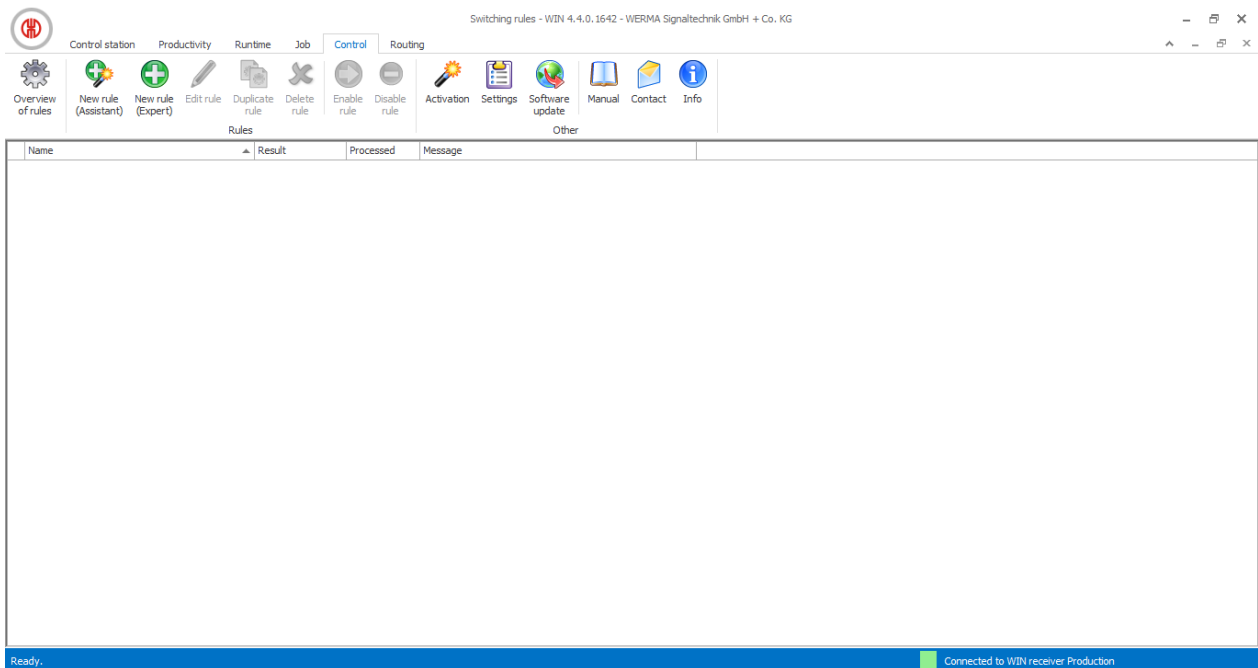 Switching rules - WIN 4.4.0.1642 - WERMA Signaltechnik GmbH + Co. KG
Control station Productivity Runtime Job Control Routing
Overview of rules
New rule (Assistant)
New rule (Expert)
Edit rule
Duplicate rule
Delete rule
Enable rule
Disable rule
Activation
Settings
Software update
Manual
Contact
Info
Rules
Other
Name Result Processed Message
Ready.
Connected to WIN receiver Production